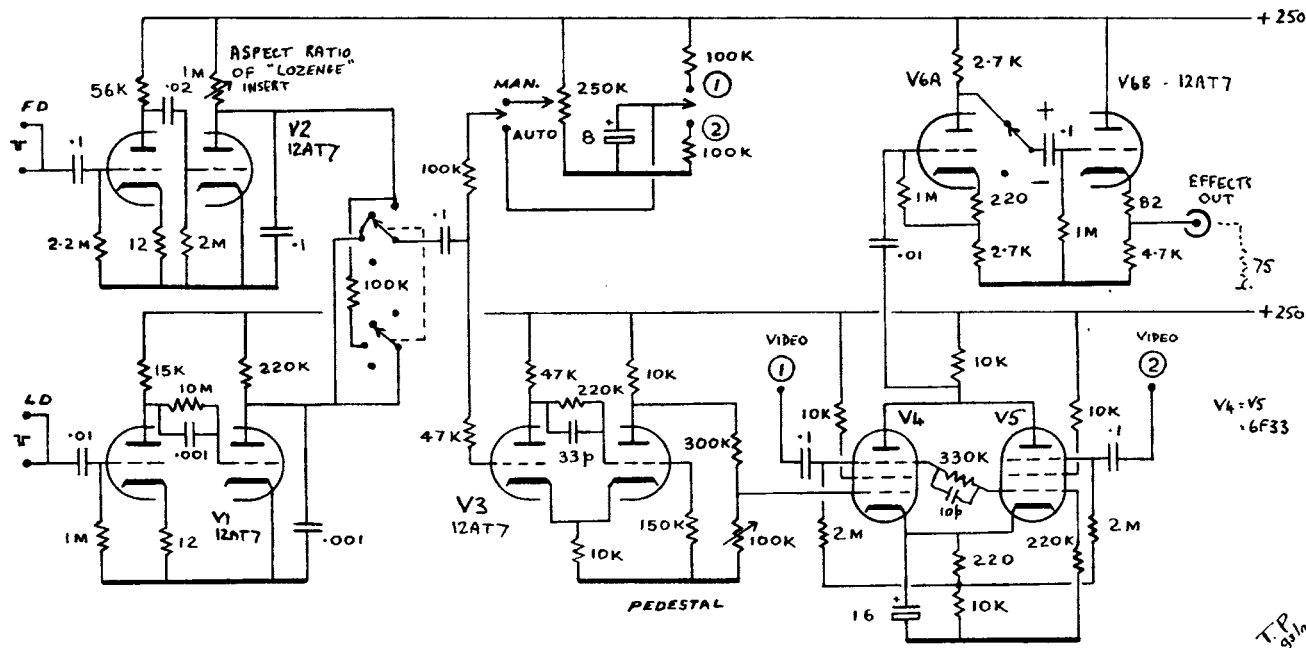 +250
ASPECT RATIO
OF "LOZENGE"
INSERT
1M
56K
.02
FD
.1
V2
12AT7
2.2M
12
2M
.1
MAN.
AUTO
250K
8
100K
1
2
100K
100K
.1
100K
V6A
2.7K
V6B - 12AT7
+
.1
-
1M
220
2.7K
.01
1M
82
4.7K
EFFECTS
OUT
75
+250
15K
10M
.001
220K
LD
.01
1M
12
V1
12AT7
.001
47K
47K
220K
33p
10K
V3
12AT7
10K
150K
300K
100K
PEDESTAL
VIDEO
1
10K
.1
V4
V5
10K
330K
10p
2M
220
10K
16
220K
2M
10K
.1
VIDEO
2
V4 = V5
= 6F33
T.P